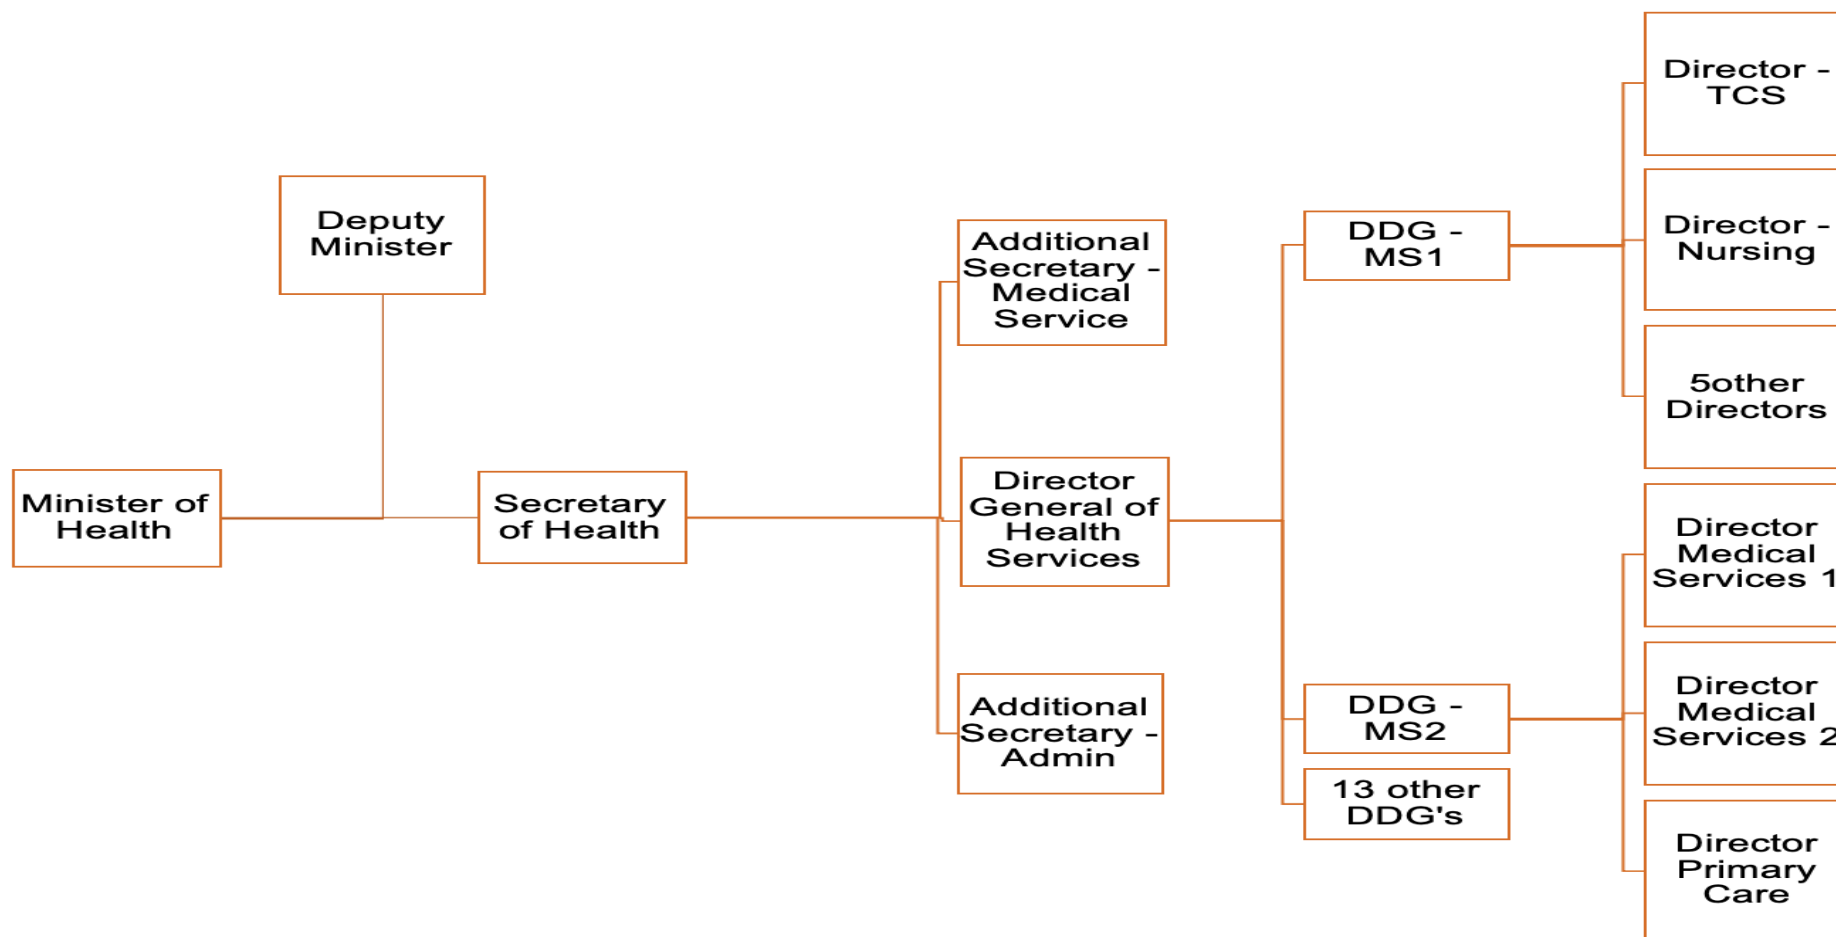 Minister of
Health
Deputy
Minister
Secretary
of Health
Additional
Secretary -
Medical
Service
Director
General of
Health
Services
Additional
Secretary -
Admin
DDG -
MS1
DDG -
MS2
13 other
DDG's
Director -
TCS
Director -
Nursing
5other
Directors
Director
Medical
Services 1
Director
Medical
Services 2
Director
Primary
Care